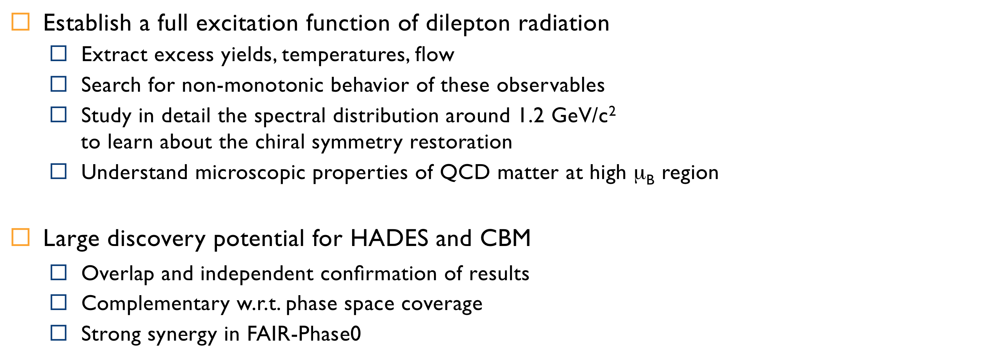 Establish a full excitation function of dilepton radiation
Extract excess yields, temperatures, flow
Search for non-monotonic behavior of these observables
Study in detail the spectral distribution around 1.2 GeV/c²
to learn about the chiral symmetry restoration
Understand microscopic properties of QCD matter at high μB region
Large discovery potential for HADES and CBM
Overlap and independent confirmation of results
Complementary w.r.t. phase space coverage
Strong synergy in FAIR-Phase0